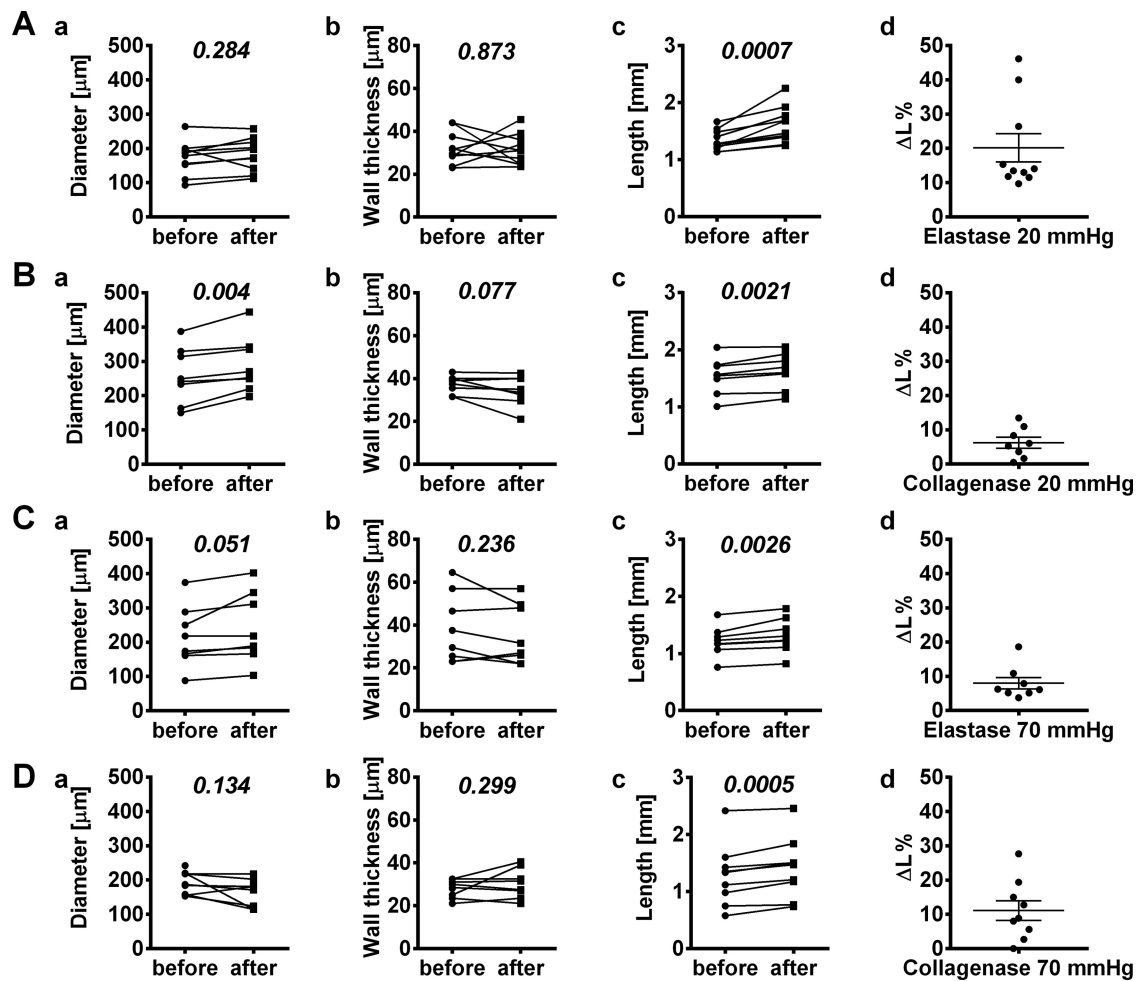 A a b c d
0.284 0.873 0.0007
Diameter [µm] Wall thickness [µm] Length [mm] ΔL%
500 80 3 50
400 60 40
300 2 30
200 40 20
100 20 1 10
0 0 0 0
before after before after before after Elastase 20 mmHg
B a b c d
0.004 0.077 0.0021
Diameter [µm] Wall thickness [µm] Length [mm] ΔL%
500 80 3 50
400 60 40
300 2 30
200 40 20
100 20 1 10
0 0 0 0
before after before after before after Collagenase 20 mmHg
C a b c d
0.051 0.236 0.0026
Diameter [µm] Wall thickness [µm] Length [mm] ΔL%
500 80 3 50
400 60 40
300 2 30
200 40 20
100 20 1 10
0 0 0 0
before after before after before after Elastase 70 mmHg
D a b c d
0.134 0.299 0.0005
Diameter [µm] Wall thickness [µm] Length [mm] ΔL%
500 80 3 50
400 60 40
300 2 30
200 40 20
100 20 1 10
0 0 0 0
before after before after before after Collagenase 70 mmHg